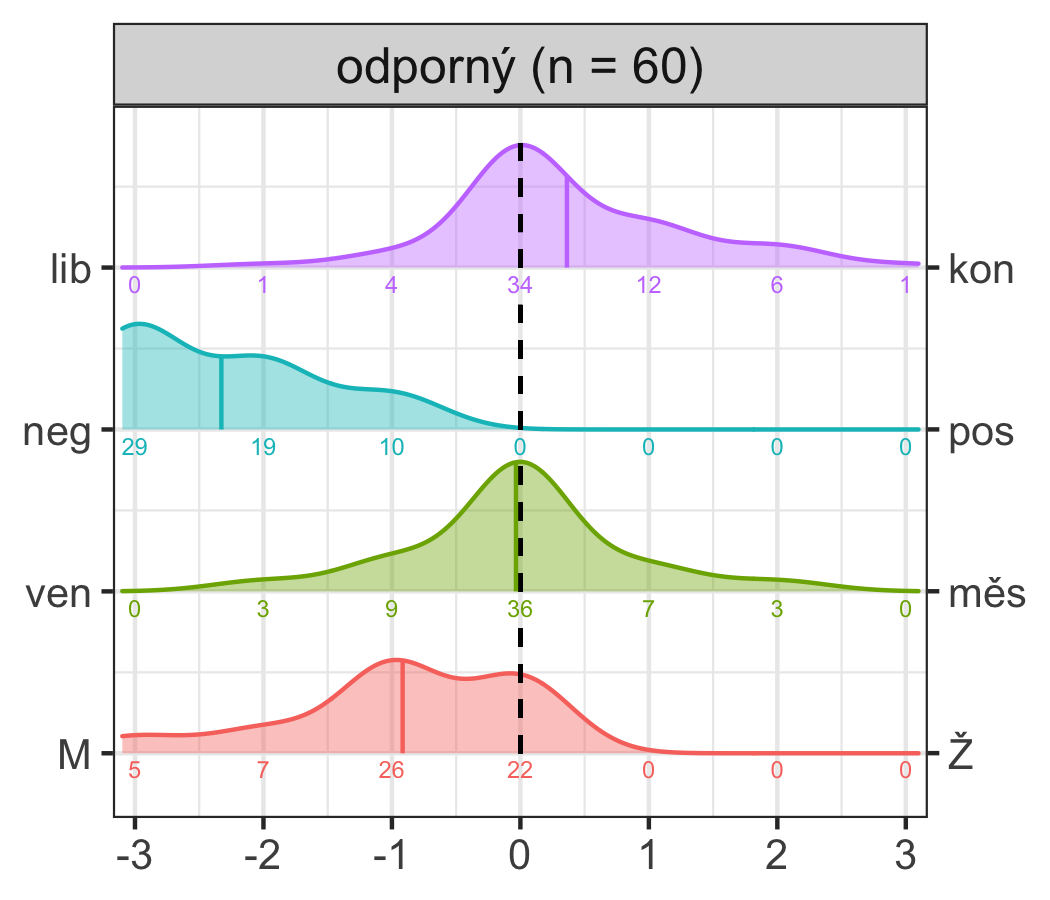 odporný (n = 60)
lib kon
0 1 4 34 12 6 1
neg pos
29 19 10 0 0 0 0
ven měs
0 3 9 36 7 3 0
M Ž
5 7 26 22 0 0 0
-3 -2 -1 0 1 2 3